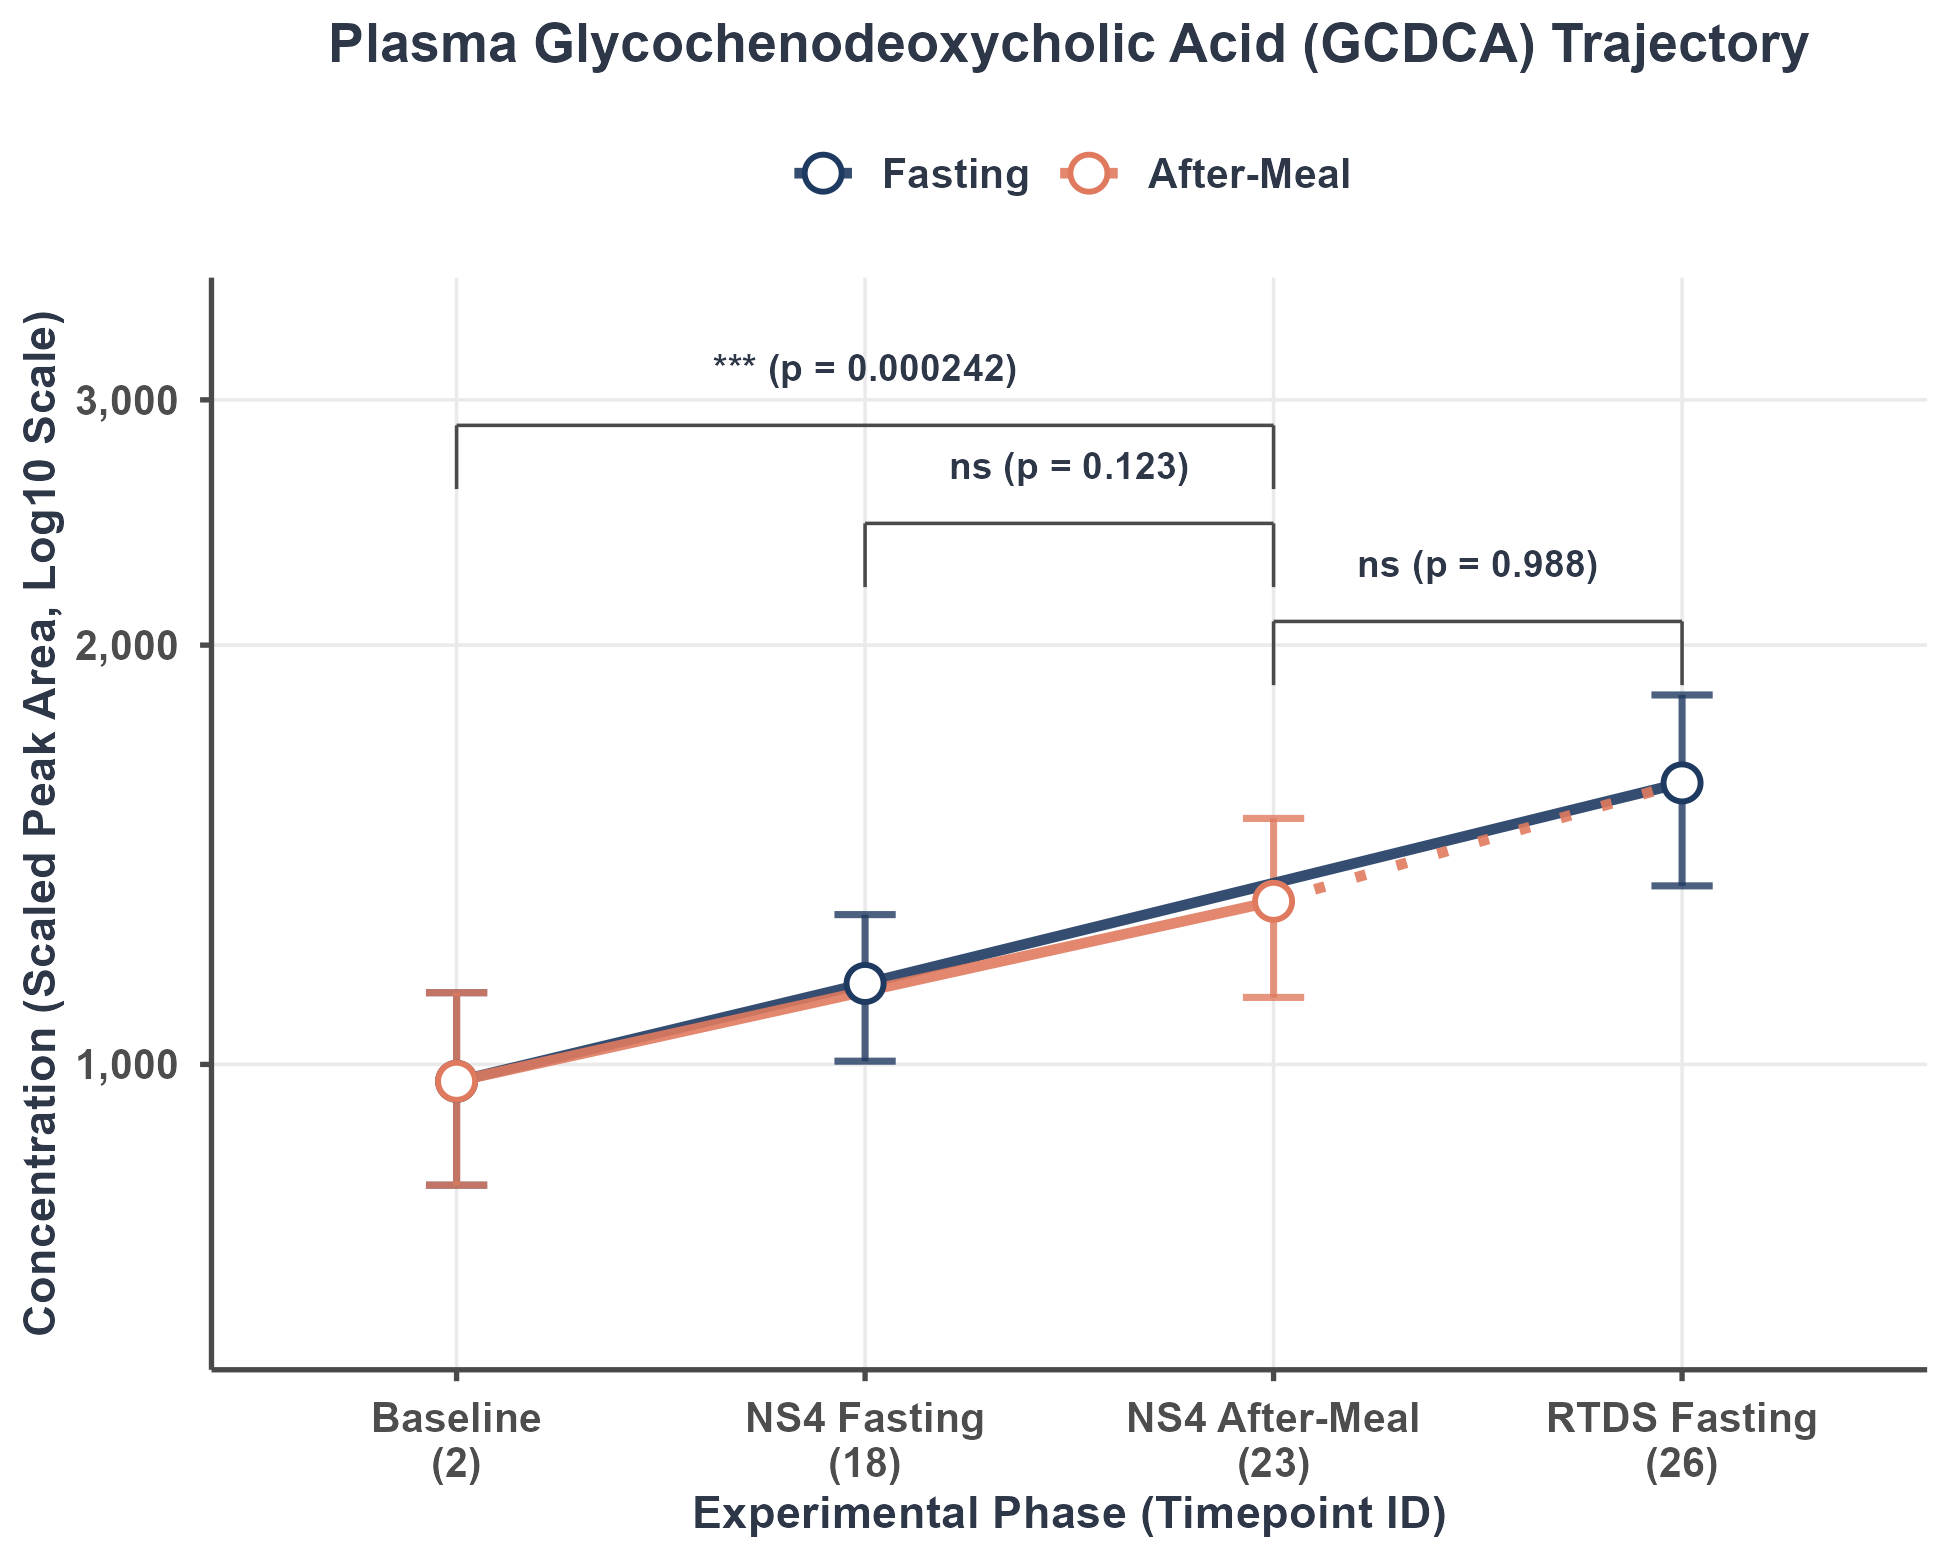 Plasma Glycochenodeoxycholic Acid (GCDCA) Trajectory
Fasting
After-Meal
Concentration (Scaled Peak Area, Log10 Scale)
3,000
2,000
1,000
*** (p = 0.000242)
ns (p = 0.123)
ns (p = 0.988)
Baseline
(2)
NS4 Fasting
(18)
NS4 After-Meal
(23)
RTDS Fasting
(26)
Experimental Phase (Timepoint ID)